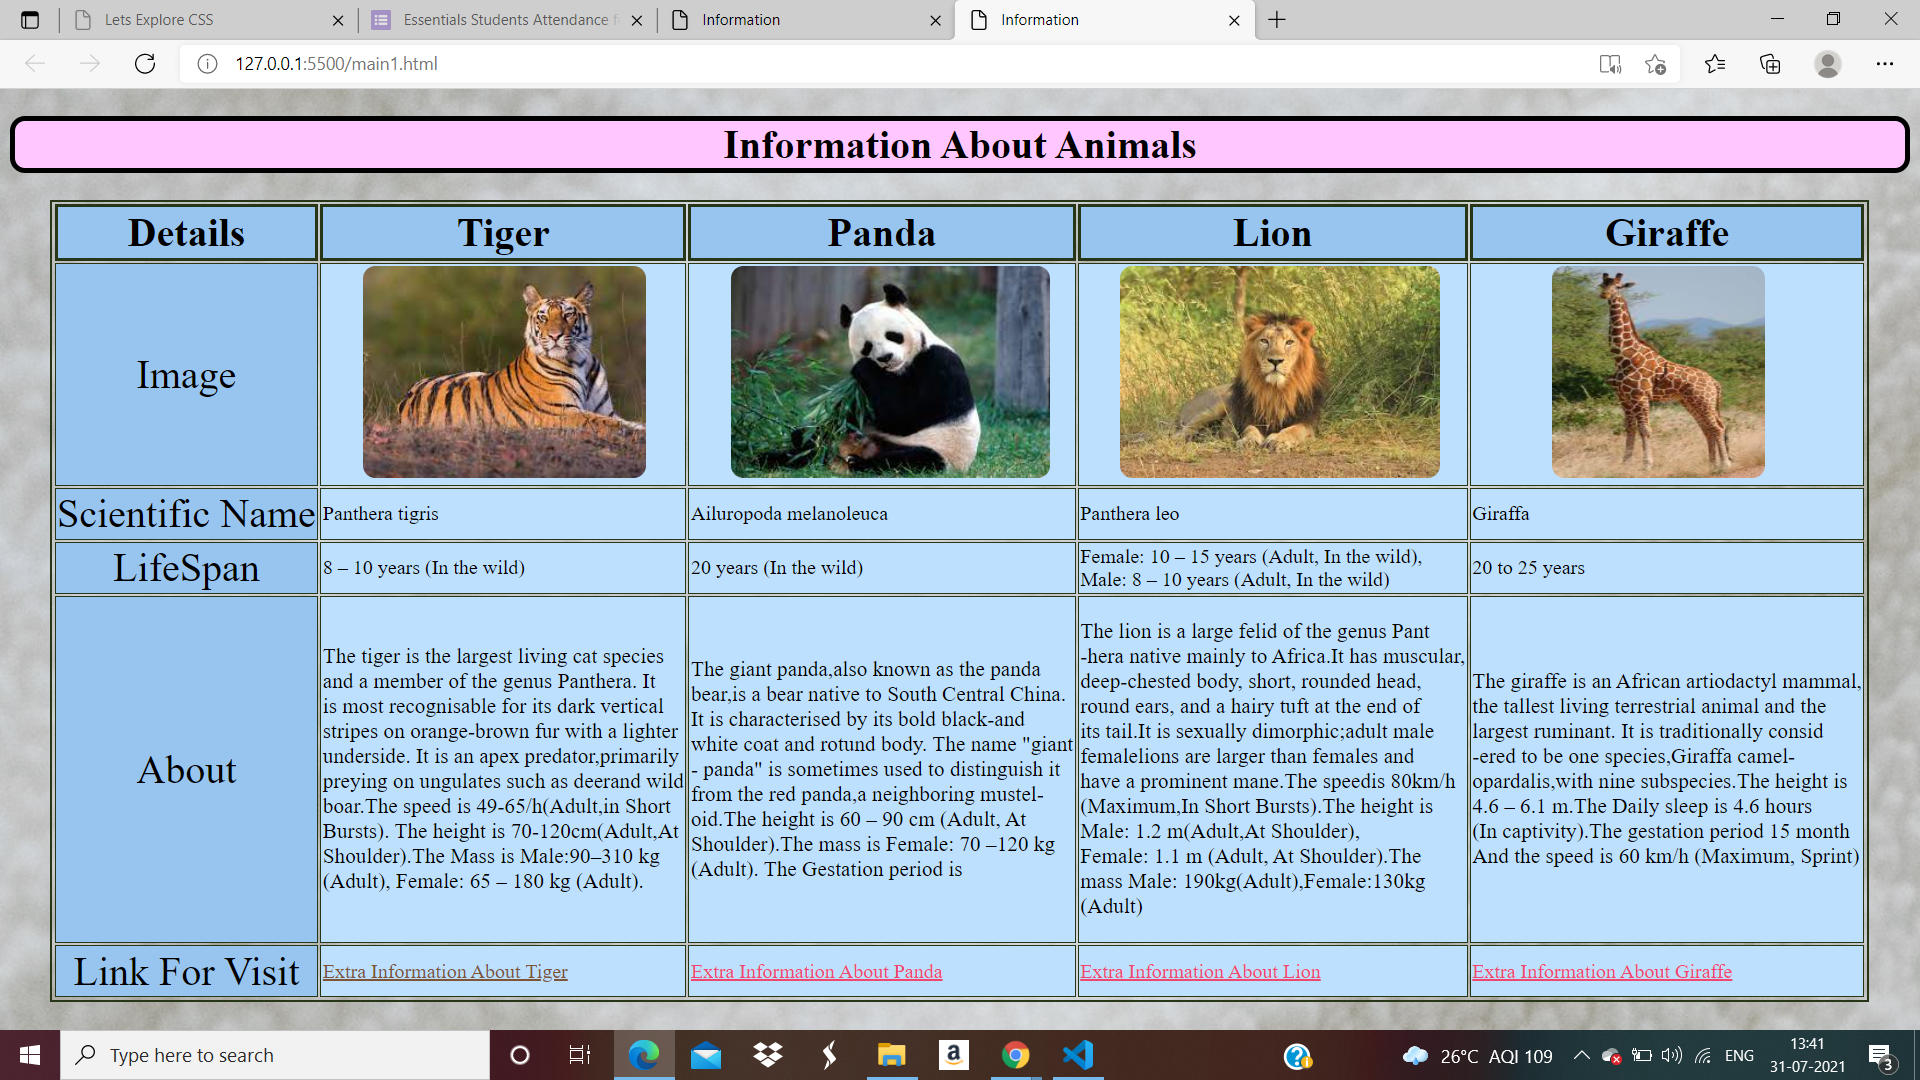 Lets Explore CSS
Essentials Students Attendance f
Information
Information
127.0.0.1:5500/main1.html
Information About Animals
Details
Tiger
Panda
Lion
Giraffe
Image
Scientific Name
Panthera tigris
Ailuropoda melanoleuca
Panthera leo
Giraffa
LifeSpan
8 – 10 years (In the wild)
20 years (In the wild)
Female: 10 – 15 years (Adult, In the wild),
Male: 8 – 10 years (Adult, In the wild)
20 to 25 years
About
The tiger is the largest living cat species
and a member of the genus Panthera. It
is most recognisable for its dark vertical
stripes on orange-brown fur with a lighter
underside. It is an apex predator,primarily
preying on ungulates such as deerand wild
boar.The speed is 49-65/h(Adult,in Short
Bursts). The height is 70-120cm(Adult,At
Shoulder).The Mass is Male:90–310 kg
(Adult), Female: 65 – 180 kg (Adult).
The giant panda,also known as the panda
bear,is a bear native to South Central China.
It is characterised by its bold black-and
white coat and rotund body. The name "giant
- panda" is sometimes used to distinguish it
from the red panda,a neighboring mustel-
oid.The height is 60 – 90 cm (Adult, At
Shoulder).The mass is Female: 70 –120 kg
(Adult). The Gestation period is
The lion is a large felid of the genus Pant
-hera native mainly to Africa.It has muscular,
deep-chested body, short, rounded head,
round ears, and a hairy tuft at the end of
its tail.It is sexually dimorphic;adult male
femalelions are larger than females and
have a prominent mane.The speedis 80km/h
(Maximum,In Short Bursts).The height is
Male: 1.2 m(Adult,At Shoulder),
Female: 1.1 m (Adult, At Shoulder).The
mass Male: 190kg(Adult),Female:130kg
(Adult)
The giraffe is an African artiodactyl mammal,
the tallest living terrestrial animal and the
largest ruminant. It is traditionally consid
-ered to be one species,Giraffa camel-
opardalis,with nine subspecies.The height is
4.6 – 6.1 m.The Daily sleep is 4.6 hours
(In captivity).The gestation period 15 month
And the speed is 60 km/h (Maximum, Sprint)
Link For Visit
Extra Information About Tiger
Extra Information About Panda
Extra Information About Lion
Extra Information About Giraffe
Type here to search
a
26°C AQI 109
ENG
13:41
31-07-2021
3